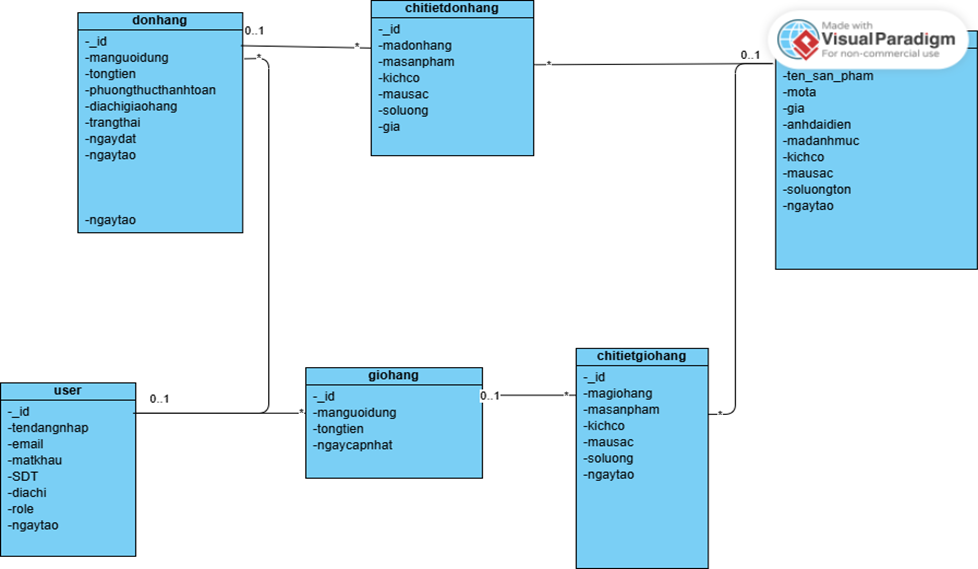 donhang
-_id
-manguoidung
-tongtien
-phuongthucthanhtoan
-diachigiaohang
-trangthai
-ngaydat
-ngaytao
-ngaytao
0..1
*
*
chitietdonhang
-_id
-madonhang
-masanpham
-kichco
-mausac
-soluong
-gia
*
0..1
Made with
VisualParadigm
For non-commercial use
-ten_san_pham
-mota
-gia
-anhdaidien
-madanhmuc
-kichco
-mausac
-soluongton
-ngaytao
user
-_id
-tendangnhap
-email
-matkhau
-SDT
-diachi
-role
-ngaytao
0..1
*
giohang
-_id
-manguoidung
-tongtien
-ngaycapnhat
0..1
*
chitietgiohang
-_id
-magiohang
-masanpham
-kichco
-mausac
-soluong
-ngaytao
*